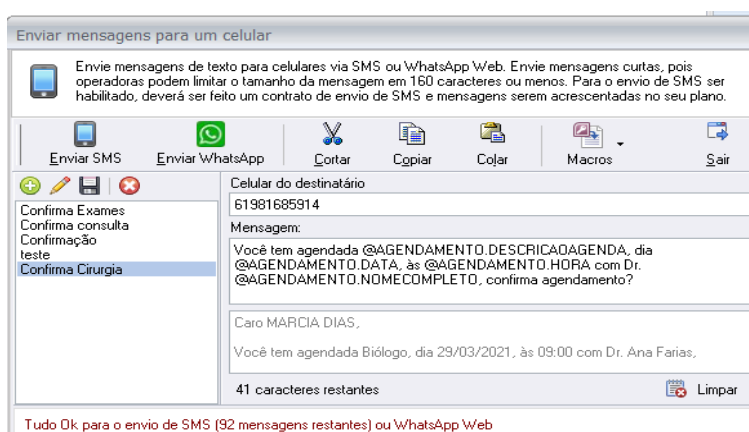 Enviar mensagens para um celular
Envie mensagens de texto para celulares via SMS ou WhatsApp Web. Envie mensagens curtas, pois
operadoras podem limitar o tamanho da mensagem em 160 caracteres ou menos. Para o envio de SMS ser
habilitado, deverá ser feito um contrato de envio de SMS e mensagens serem acrescentadas no seu plano.
Enviar SMS Enviar WhatsApp Cortar Copiar Colar Macros Sair
Celular do destinatário
61981685914
Mensagem:
Confirma Exames
Confirma consulta
Confirmação
teste
Confirma Cirurgia
Você tem agendada @AGENDAMENTO.DESCRICAOAGENDA, dia
@AGENDAMENTO.DATA, às @AGENDAMENTO.HORA com Dr.
@AGENDAMENTO.NOMECOMPLETO, confirma agendamento?
Caro MARCIA DIAS,
Você tem agendada Biólogo, dia 29/03/2021, às 09:00 com Dr. Ana Farias,
41 caracteres restantes
Limpar
Tudo Ok para o envio de SMS (92 mensagens restantes) ou WhatsApp Web